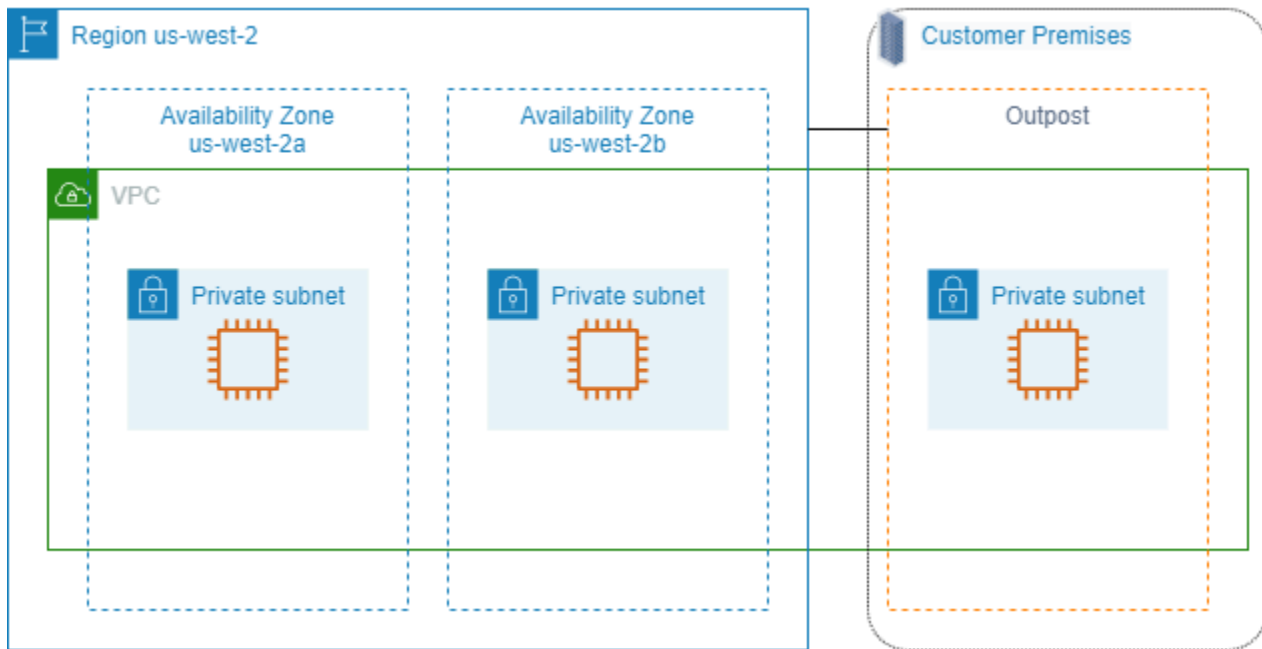 Region us-west-2
Customer Premises
Availability Zone
us-west-2a
Availability Zone
us-west-2b
Outpost
VPC
Private subnet
Private subnet
Private subnet